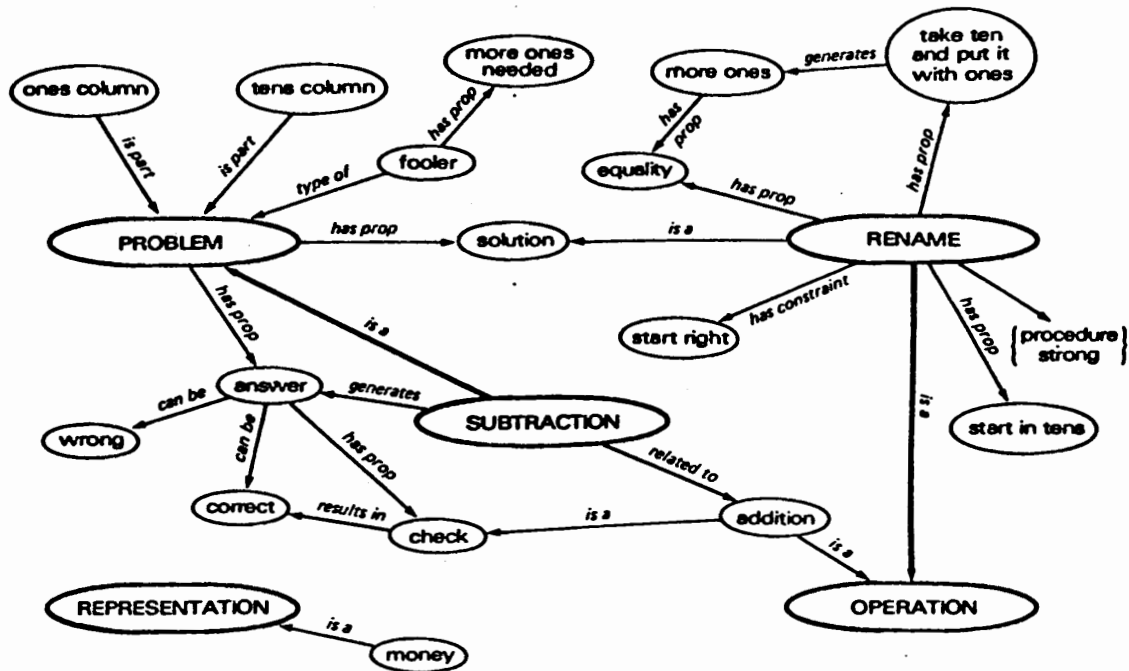 take ten
and put it
with ones
more ones
needed
generates
more ones
ones column
tens column
has prop
has
prop
is part
is part
fooler
equality
has prop
type of
has prop
PROBLEM
has prop
solution
is a
RENAME
has prop
is a
has constraint
start right
has prop
{procedure
strong}
is a
can be
answer
generates
SUBTRACTION
start in tens
wrong
can be
has prop
related to
correct
results in
check
is a
addition
is a
REPRESENTATION
OPERATION
is a
money